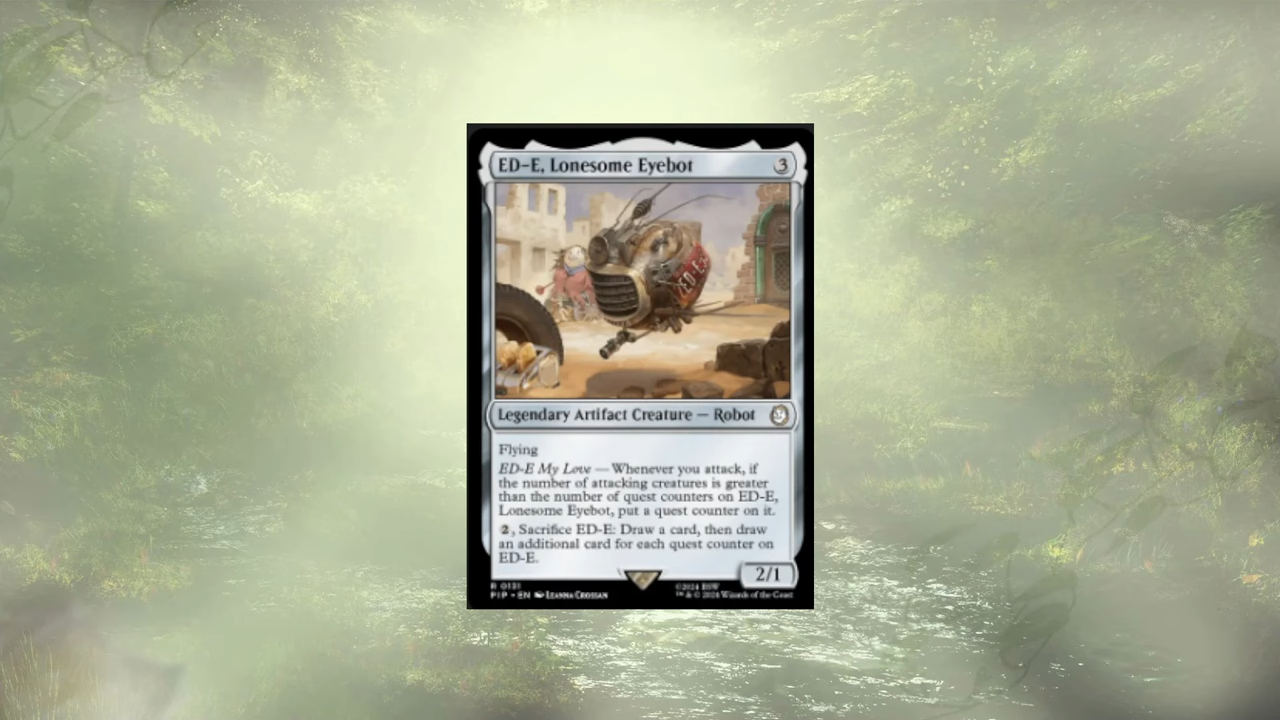 ED-E, Lonesome Eyebot 3
ED-E
Legendary Artifact Creature — Robot
Flying
ED-E My Love — Whenever you attack, if
the number of attacking creatures is greater
than the number of quest counters on ED-E,
Lonesome Eyebot, put a quest counter on it.
2, Sacrifice ED-E: Draw a card, then draw
an additional card for each quest counter on
ED-E.
2/1
R 0131 ©2024 BSW
PIP • EN Leanna Crossan ™ & © 2024 Wizards of the Coast